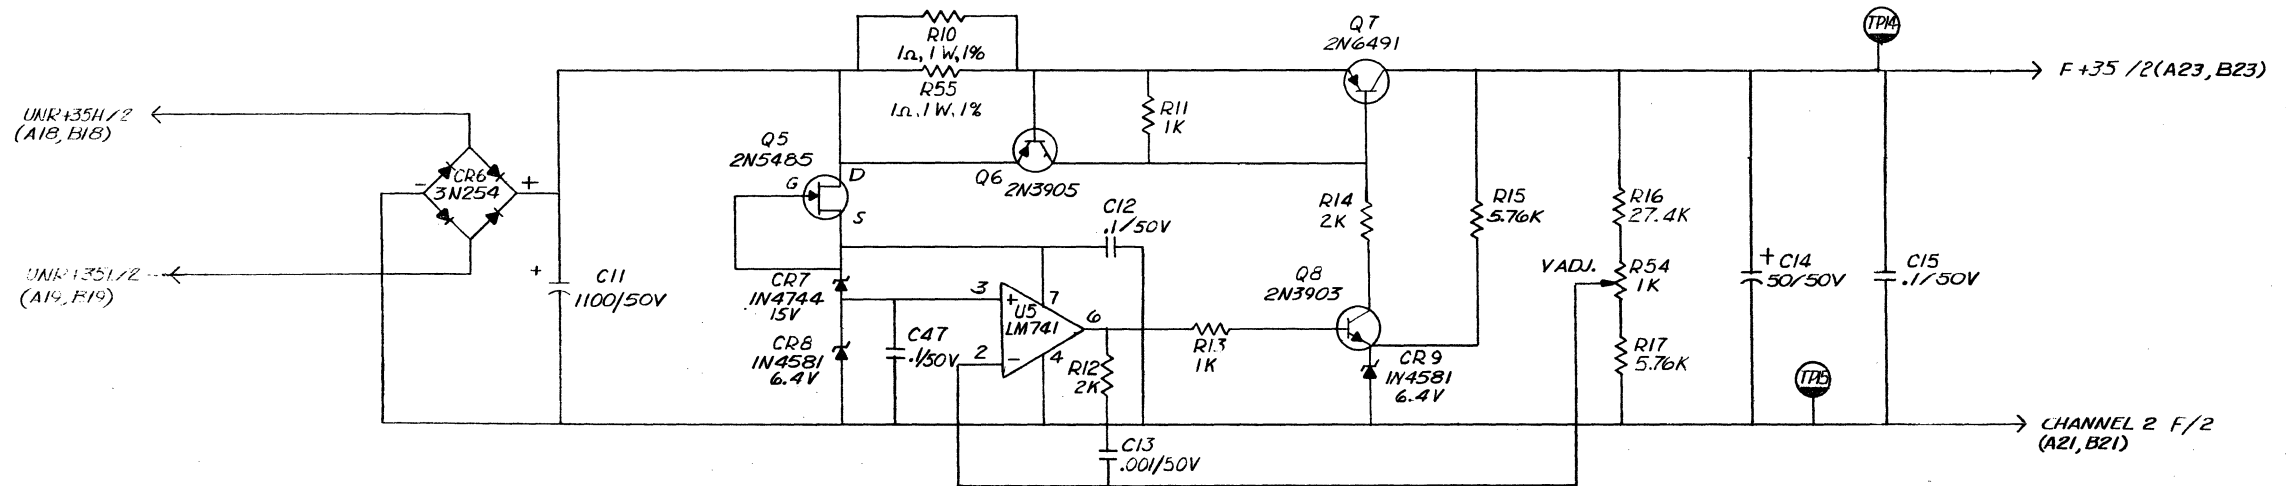 R10
1Ω, 1W, 1%
R55
1Ω, 1W, 1%
Q7
2N6491
TP14
F +35 /2(A23, B23)
UNR+35H/2
(A18, B18)
CR6
3N254
-
+
Q5
2N5485
G
D
S
Q6
2N3905
R11
1K
C12
.1/50V
R14
2K
R15
5.76K
R16
27.4K
UNR+35L/2
(A19, B19)
+
C11
1100/50V
CR7
1N4744
15V
CR8
1N4581
6.4V
C47
.1/50V
3
+
7
U5
LM741
6
2
-
4
R12
2K
R13
1K
Q8
2N3903
CR9
1N4581
6.4V
V ADJ.
R54
1K
R17
5.76K
+
C14
50/50V
C15
.1/50V
TP15
C13
.001/50V
CHANNEL 2 F/2
(A21, B21)